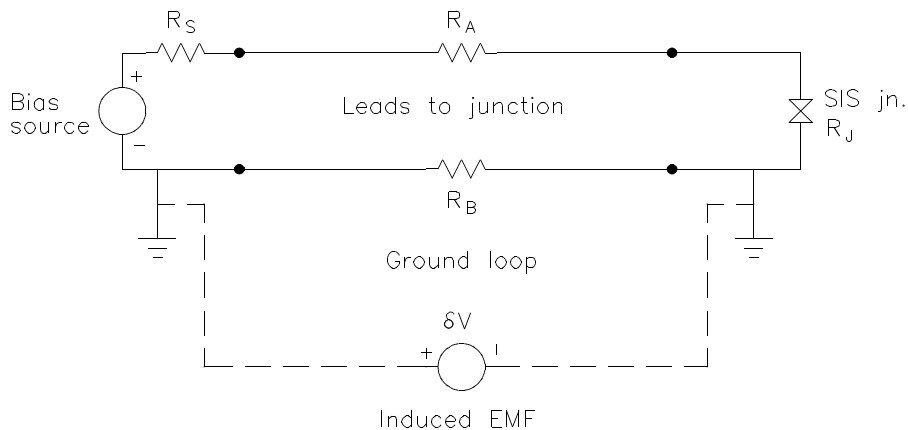 R_S
R_A
+
Bias
source
−
Leads to junction
SIS jn.
R_J
R_B
Ground loop
δV
+
−
Induced EMF